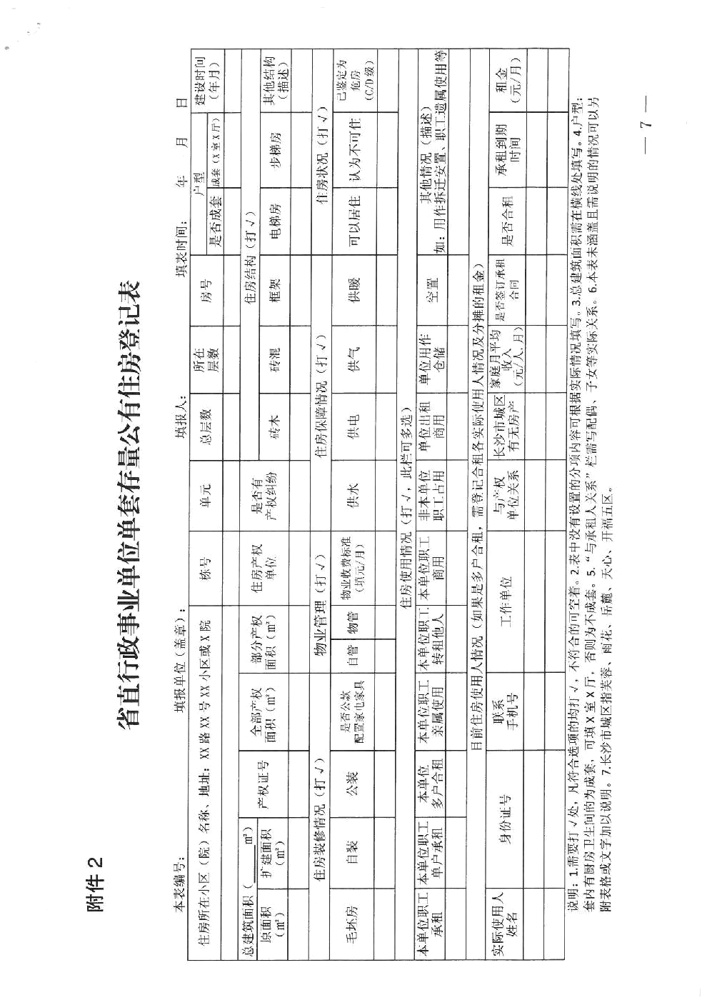 附件 2
省直行政事业单位单套存量公有住房登记表
本表编号: 填报单位(盖章): 填报人: 填表时间: 年 月 日
住房所在小区(院)名称、地址: XX 路 XX 号 XX 小区或 X 院 栋号 单元 总层数 所在层数 房号 户型 建设时间(年月)
是否成套 成套(X 室 X 厅)
总建筑面积(____㎡) 产权证号 全部产权面积(㎡) 部分产权面积(㎡) 住房产权单位 是否有产权纠纷 住房结构(打√)
原面积(㎡) 扩建面积(㎡) 砖木 砖混 框架 电梯房 步梯房 其他结构(描述)
住房装修情况(打√) 物业管理(打√) 住房保障情况(打√) 住房状况(打√)
毛坯房 自装 公装 是否公款配置家电家具 自管 物管 物业收费标准(填元/月) 供水 供电 供气 供暖 可以居住 认为不可住 已鉴定为危房(C/D 级)
住房使用情况(打√, 此栏可多选)
本单位职工承租 本单位职工单户承租 本单位多户合租 本单位职工亲属使用 本单位职工转租他人 本单位职工商用 非本单位职工占用 单位出租商用 单位用作仓储 空置 其他情况(描述)如: 用作拆迁安置、职工遗属使用等
目前住房使用人情况(如果是多户合租, 需登记合租各实际使用人情况及分摊的租金)
实际使用人姓名 身份证号 联系手机号 工作单位 与产权单位关系 长沙市城区有无房产 家庭月平均收入(元/人.月) 是否签订承租合同 是否合租 承租到期时间 租金(元/月)
说明: 1.需要打√处, 凡符合选项的均打√, 不符合的可空着。2.表中没有设置的分项内容可根据实际情况填写。3.总建筑面积需在横线处填写。4.户型:
套内有厨房卫生间的为成套, 可填 X 室 X 厅, 否则为不成套。5.“与承租人关系”栏需写配偶、子女等实际关系。6.本表未涵盖且需说明的情况可以另
附表格或文字加以说明。7.长沙市城区指芙蓉、雨花、岳麓、天心、开福五区。
— 7 —